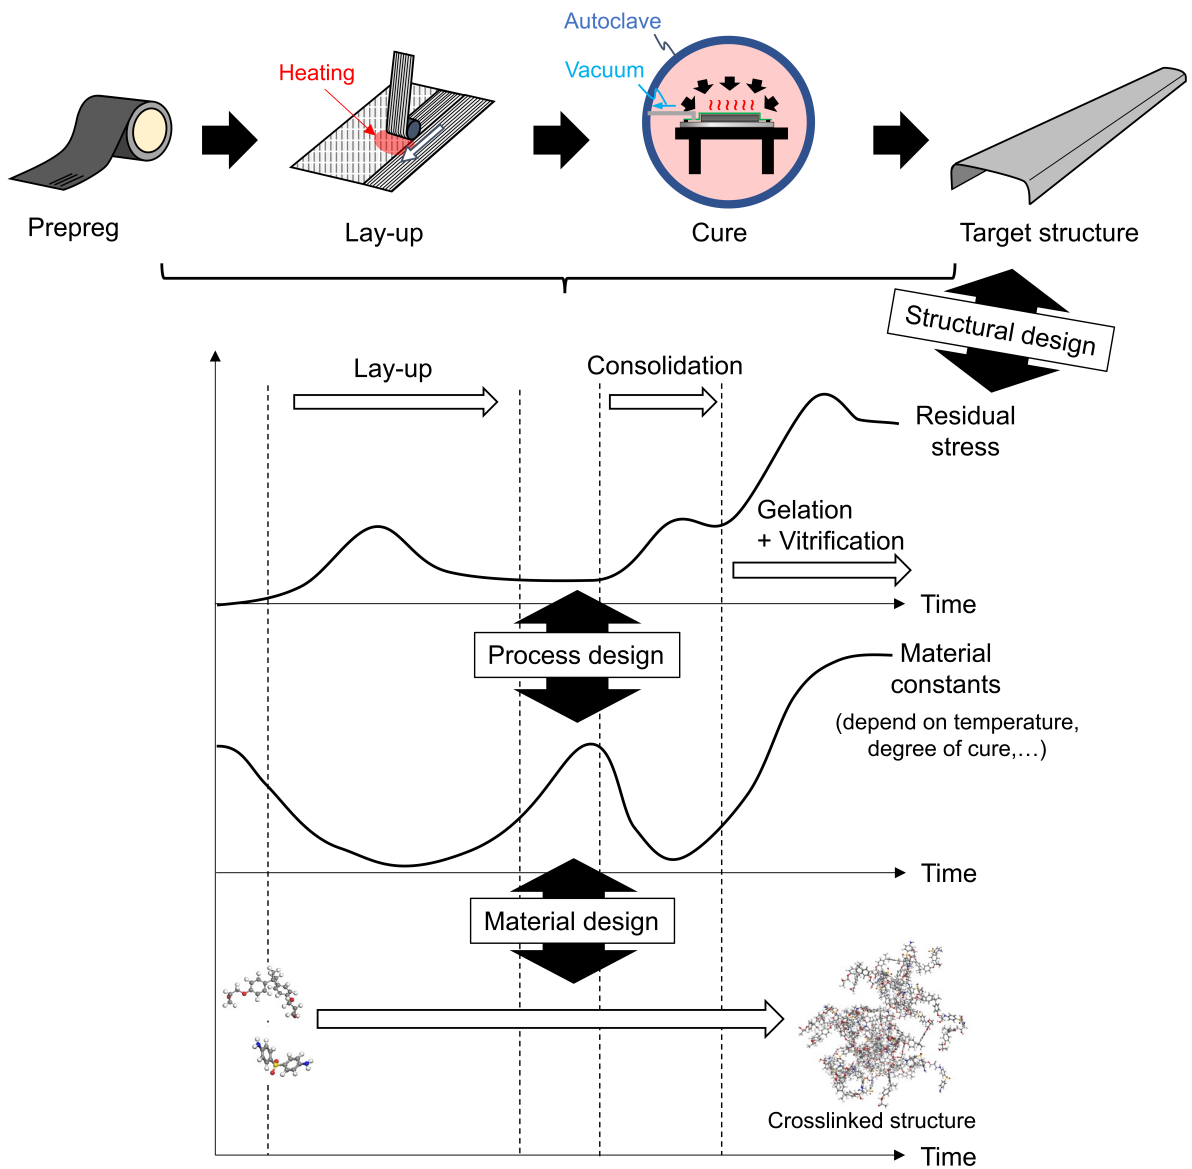 Autoclave
Vacuum
Heating
Prepreg
Lay-up
Cure
Target structure
Structural design
Lay-up
Consolidation
Residual
stress
Gelation
+ Vitrification
Time
Process design
Material
constants
(depend on temperature,
degree of cure,…)
Time
Material design
Crosslinked structure
Time